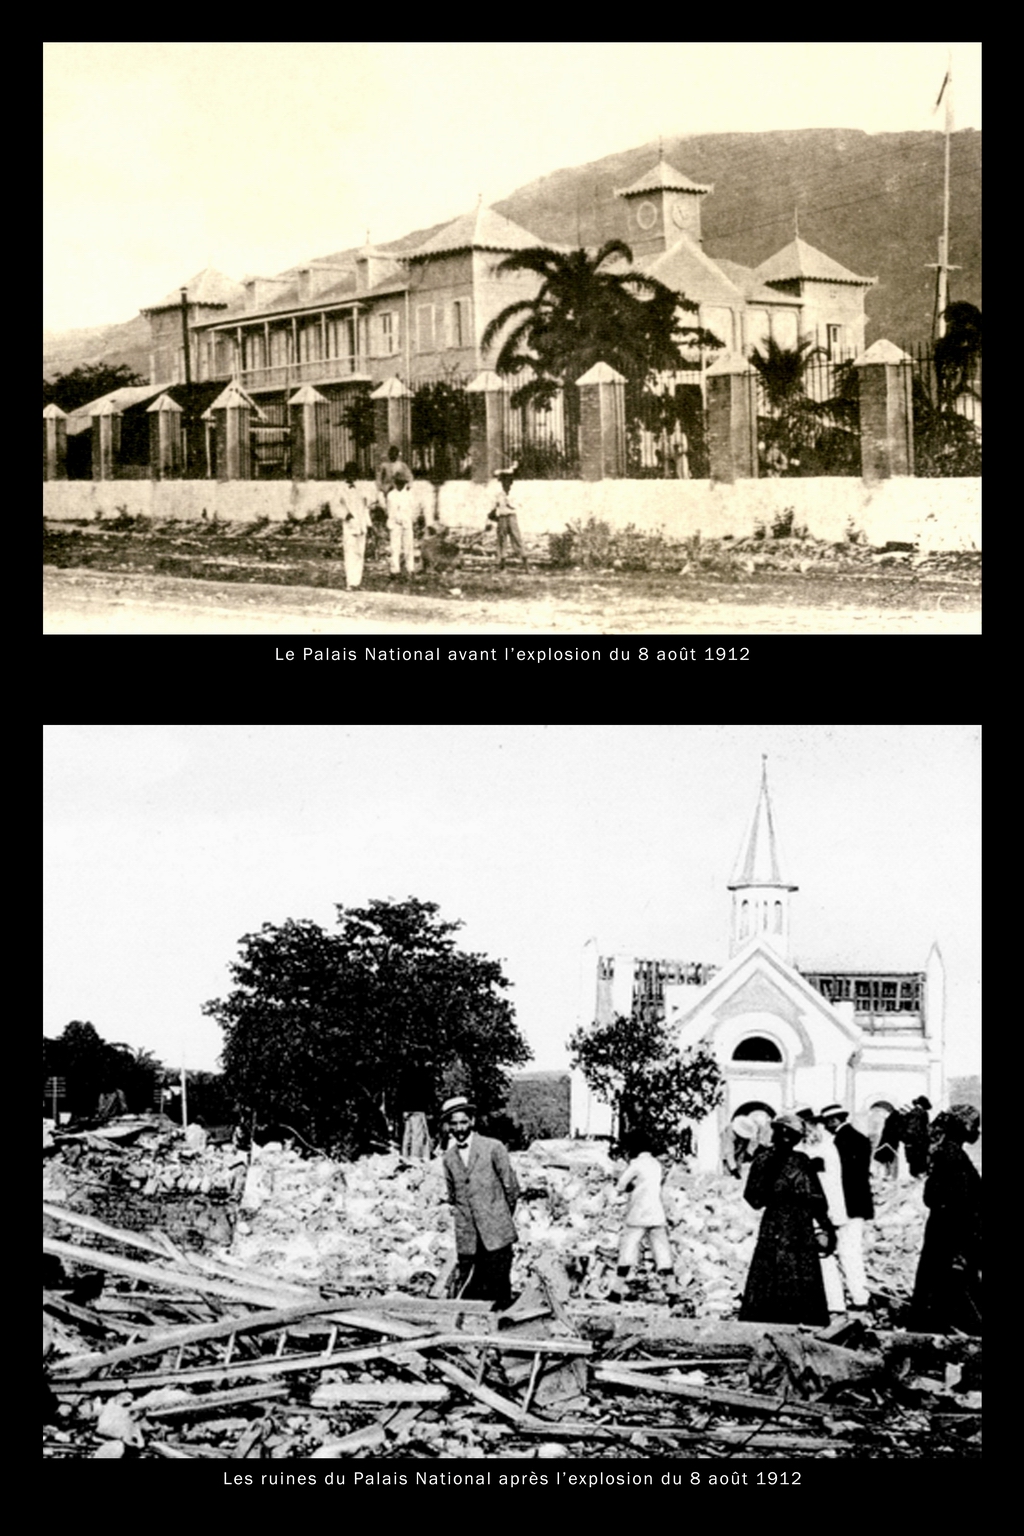 Le Palais National avant l’explosion du 8 août 1912
Les ruines du Palais National après l’explosion du 8 août 1912